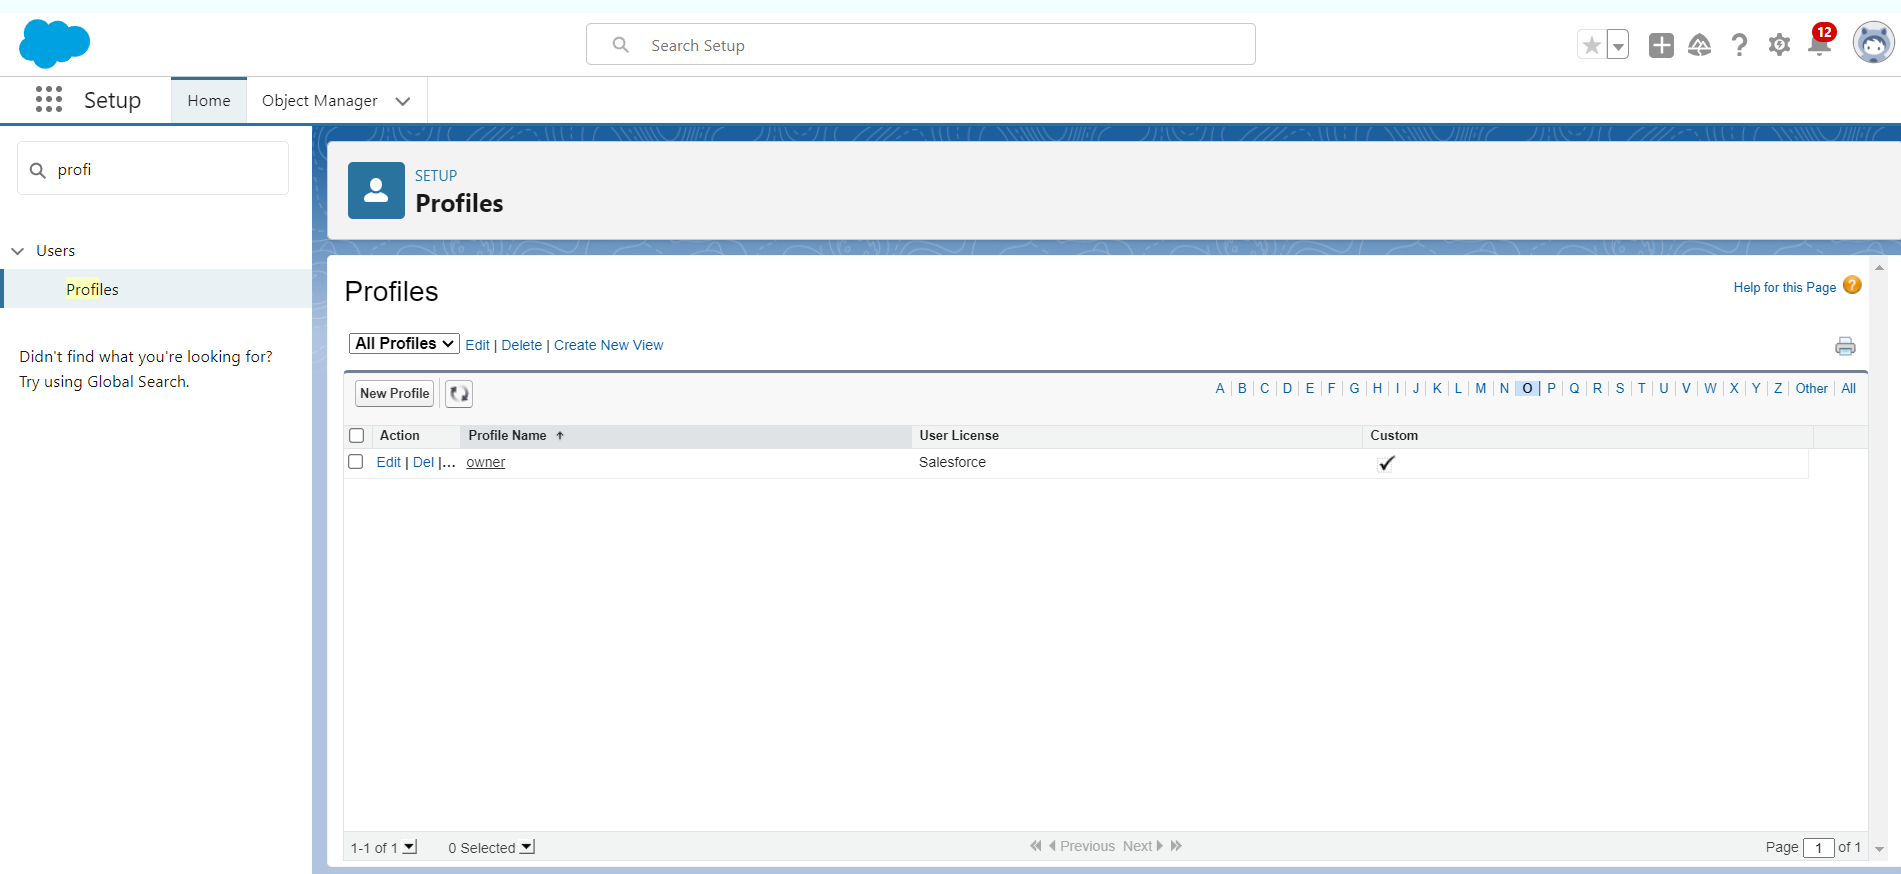 Search Setup
12
Setup
Home
Object Manager
profi
Users
Profiles
Didn't find what you're looking for?
Try using Global Search.
SETUP
Profiles
Profiles
Help for this Page ?
All Profiles Edit | Delete | Create New View
New Profile
A B C D E F G H I J K L M N O P Q R S T U V W X Y Z Other All
Action Profile Name User License Custom
Edit | Del |... owner Salesforce
1-1 of 1 0 Selected Previous Next Page 1 of 1